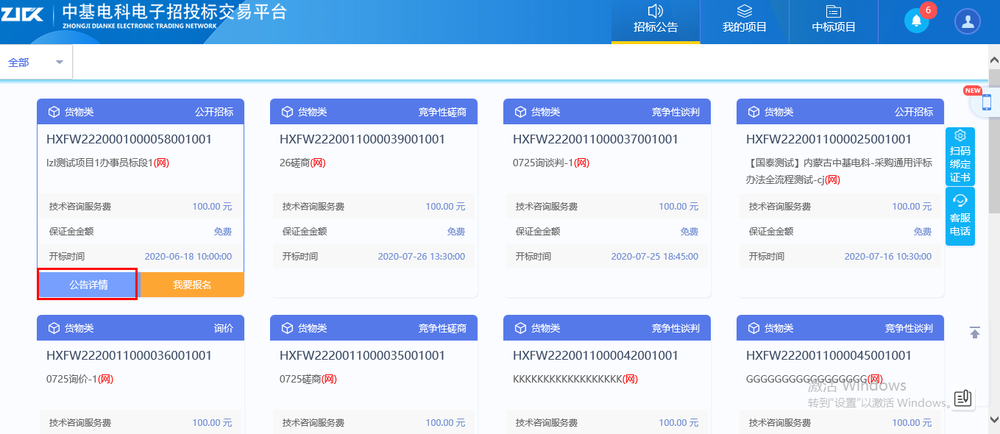 ZJDK
中基电科电子招投标交易平台
ZHONGJI DIANKE ELECTRONIC TRADING NETWORK
招标公告
我的项目
中标项目
6
全部
NEW
货物类 公开招标
HXFW2220001000058001001
lzl测试项目1办事员标段1(网)
技术咨询服务费 100.00 元
保证金金额 免费
开标时间 2020-06-18 10:00:00
公告详情 我要报名
货物类 竞争性磋商
HXFW2220011000039001001
26磋商(网)
技术咨询服务费 100.00 元
保证金金额 免费
开标时间 2020-07-26 13:30:00
货物类 竞争性谈判
HXFW2220011000037001001
0725询谈判-1(网)
技术咨询服务费 100.00 元
保证金金额 免费
开标时间 2020-07-25 18:45:00
货物类 公开招标
HXFW2220011000025001001
【国泰测试】内蒙古中基电科-采购通用评标
办法全流程测试-cj(网)
技术咨询服务费 100.00 元
保证金金额 免费
开标时间 2020-07-16 10:30:00
扫码
绑定
证书
客服
电话
货物类 询价
HXFW2220011000036001001
0725询价-1(网)
技术咨询服务费 100.00 元
货物类 竞争性磋商
HXFW2220011000035001001
0725磋商(网)
技术咨询服务费 100.00 元
货物类 竞争性谈判
HXFW2220011000042001001
KKKKKKKKKKKKKKKKKK(网)
技术咨询服务费 100.00 元
货物类 竞争性谈判
HXFW2220011000045001001
GGGGGGGGGGGGGGGGG(网)
技术咨询服务费 100.00 元
激活 Windows
转到"设置"以激活 Windows。